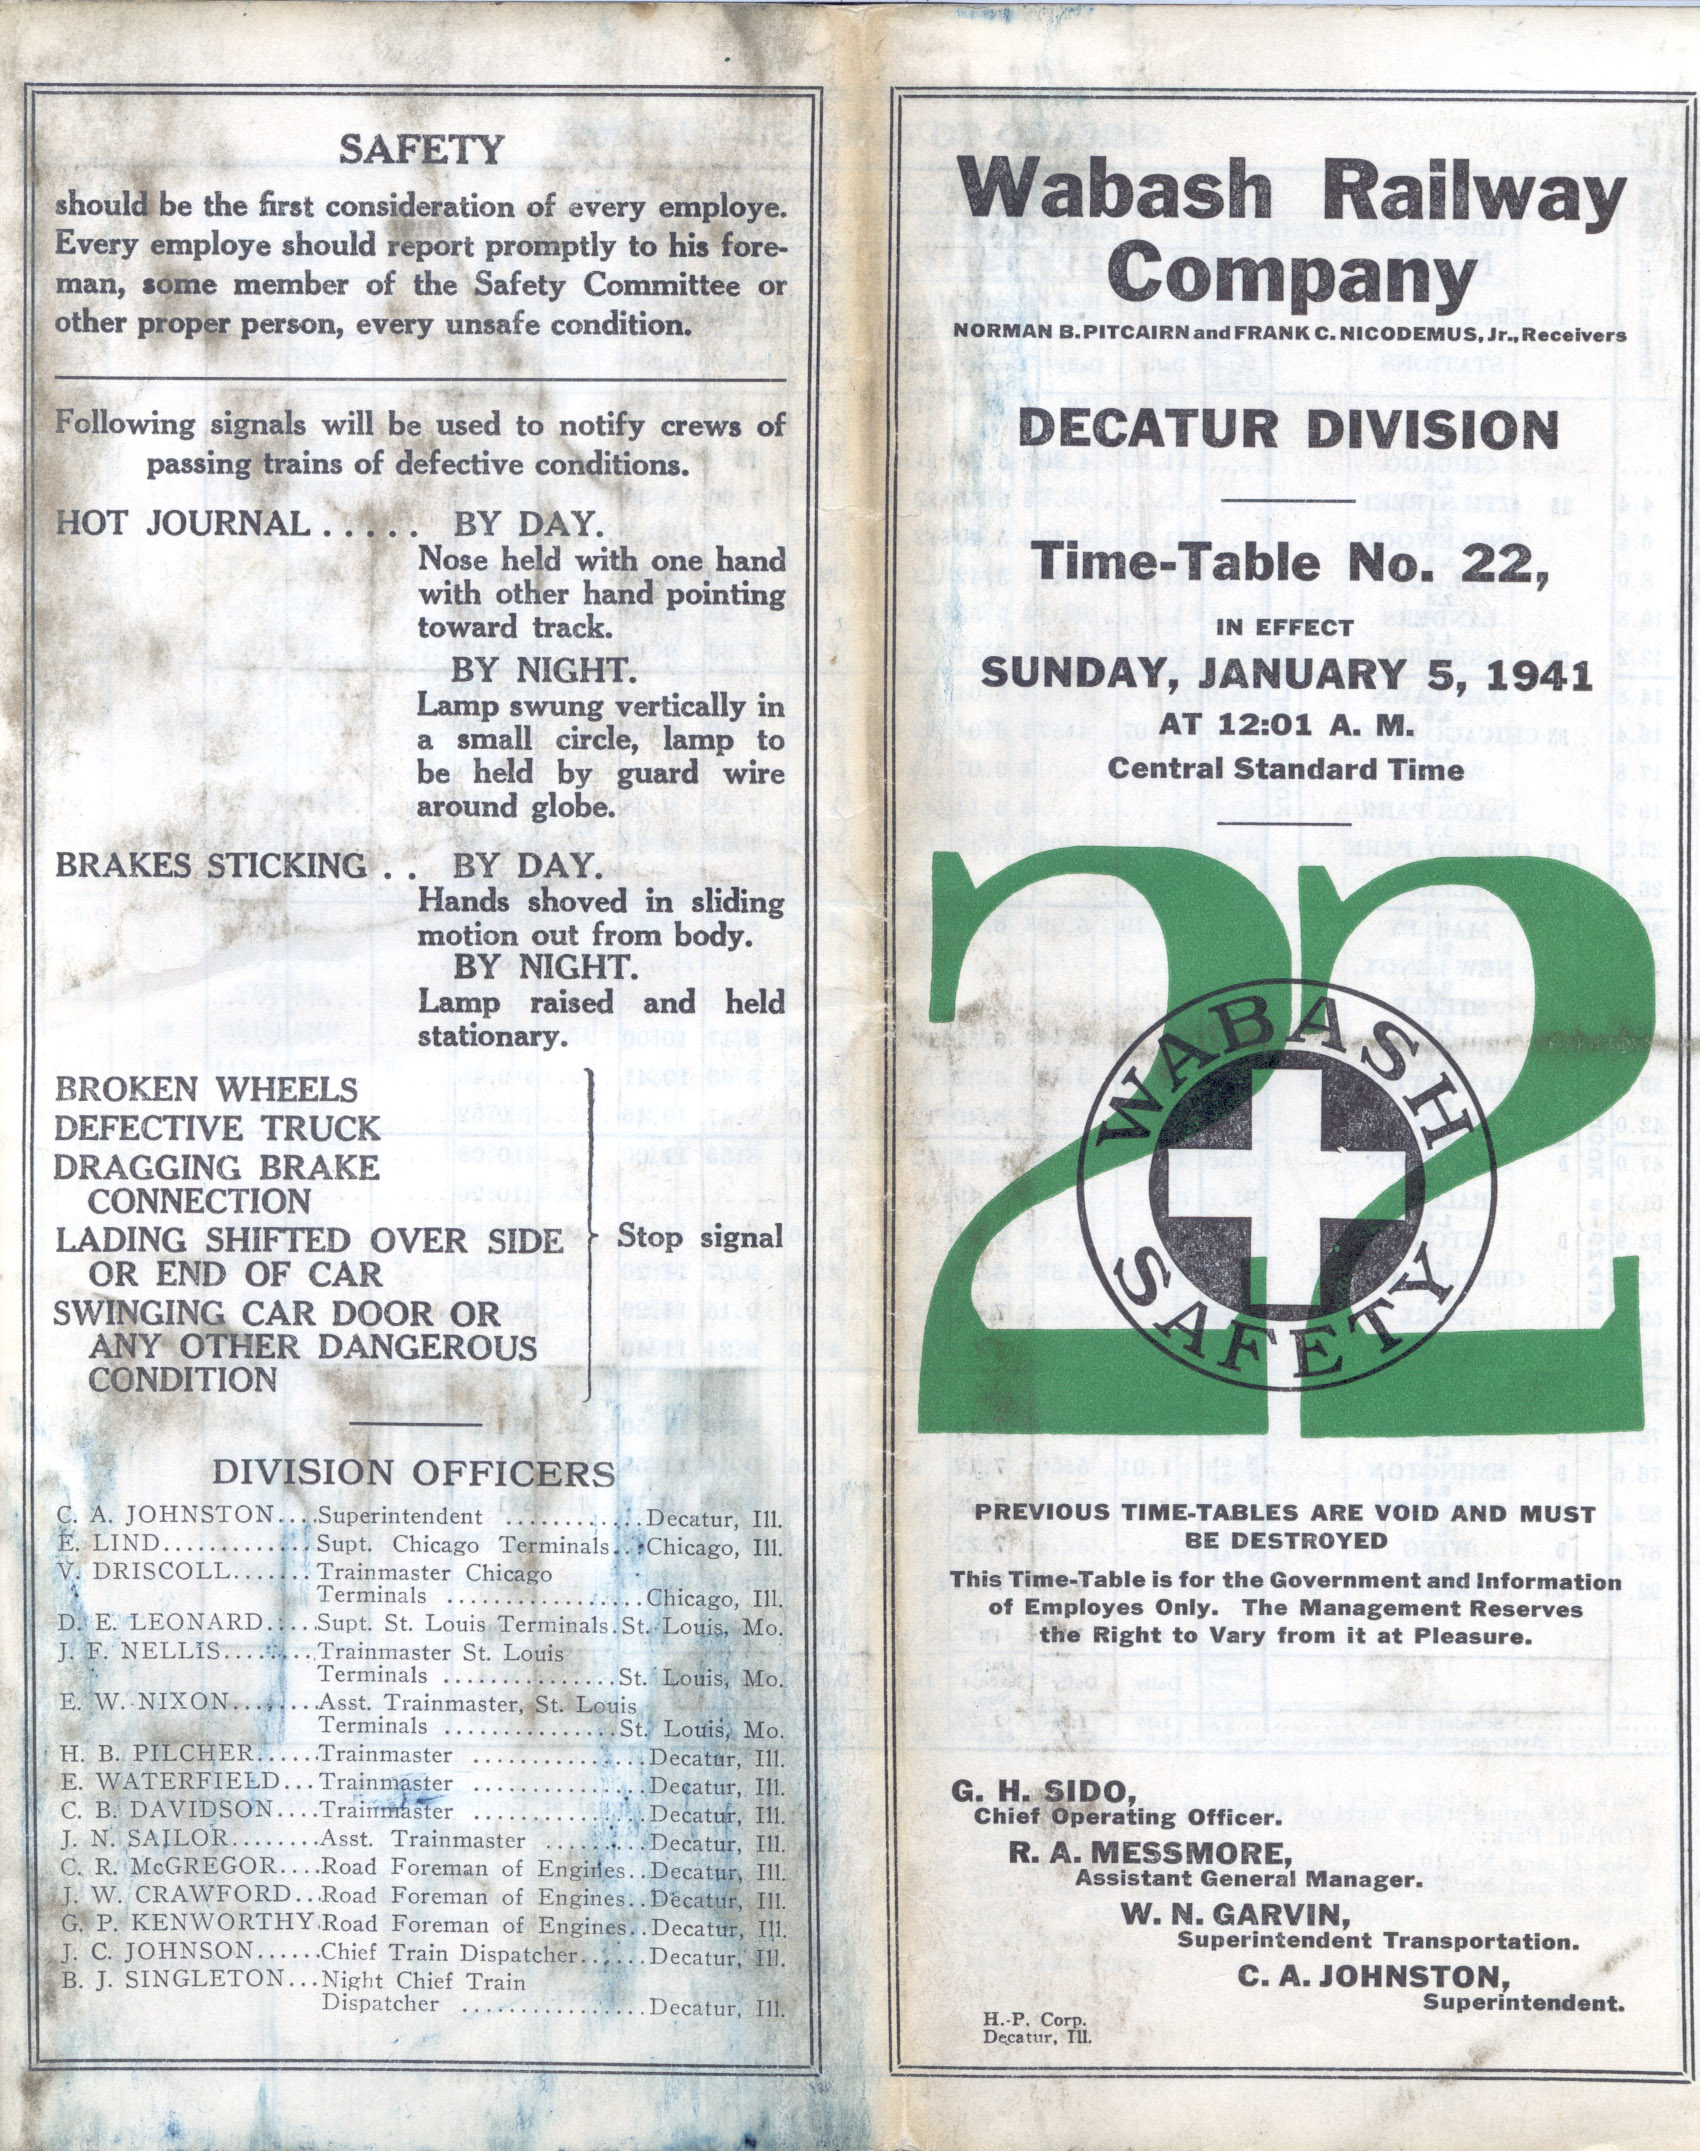 SAFETY
should be the first consideration of every employe.
Every employe should report promptly to his fore-
man, some member of the Safety Committee or
other proper person, every unsafe condition.
Following signals will be used to notify crews of
passing trains of defective conditions.
HOT JOURNAL..... BY DAY.
Nose held with one hand
with other hand pointing
toward track.
BY NIGHT.
Lamp swung vertically in
a small circle, lamp to
be held by guard wire
around globe.
BRAKES STICKING.. BY DAY.
Hands shoved in sliding
motion out from body.
BY NIGHT.
Lamp raised and held
stationary.
BROKEN WHEELS
DEFECTIVE TRUCK
DRAGGING BRAKE
CONNECTION
LADING SHIFTED OVER SIDE
OR END OF CAR
SWINGING CAR DOOR OR
ANY OTHER DANGEROUS
CONDITION
Stop signal
DIVISION OFFICERS
C. A. JOHNSTON....Superintendent ............Decatur, Ill.
E. LIND.............Supt. Chicago Terminals...Chicago, Ill.
V. DRISCOLL.......Trainmaster Chicago
Terminals .................Chicago, Ill.
D. E. LEONARD.....Supt. St. Louis Terminals.St. Louis, Mo.
J. F. NELLIS........Trainmaster St. Louis
Terminals ...............St. Louis, Mo.
E. W. NIXON........Asst. Trainmaster, St. Louis
Terminals ...............St. Louis, Mo.
H. B. PILCHER.....Trainmaster ...............Decatur, Ill.
E. WATERFIELD...Trainmaster ...............Decatur, Ill.
C. B. DAVIDSON....Trainmaster ...............Decatur, Ill.
J. N. SAILOR........Asst. Trainmaster .........Decatur, Ill.
C. R. McGREGOR....Road Foreman of Engines..Decatur, Ill.
J. W. CRAWFORD...Road Foreman of Engines..Decatur, Ill.
G. P. KENWORTHY.Road Foreman of Engines..Decatur, Ill.
J. C. JOHNSON......Chief Train Dispatcher......Decatur, Ill.
B. J. SINGLETON...Night Chief Train
Dispatcher ................Decatur, Ill.
Wabash Railway
Company
NORMAN B. PITCAIRN and FRANK C. NICODEMUS, Jr., Receivers
DECATUR DIVISION
Time-Table No. 22,
IN EFFECT
SUNDAY, JANUARY 5, 1941
AT 12:01 A. M.
Central Standard Time
22
WABASH
SAFETY
PREVIOUS TIME-TABLES ARE VOID AND MUST
BE DESTROYED
This Time-Table is for the Government and Information
of Employes Only. The Management Reserves
the Right to Vary from it at Pleasure.
G. H. SIDO,
Chief Operating Officer.
R. A. MESSMORE,
Assistant General Manager.
W. N. GARVIN,
Superintendent Transportation.
C. A. JOHNSTON,
Superintendent.
H.-P. Corp.
Decatur, Ill.